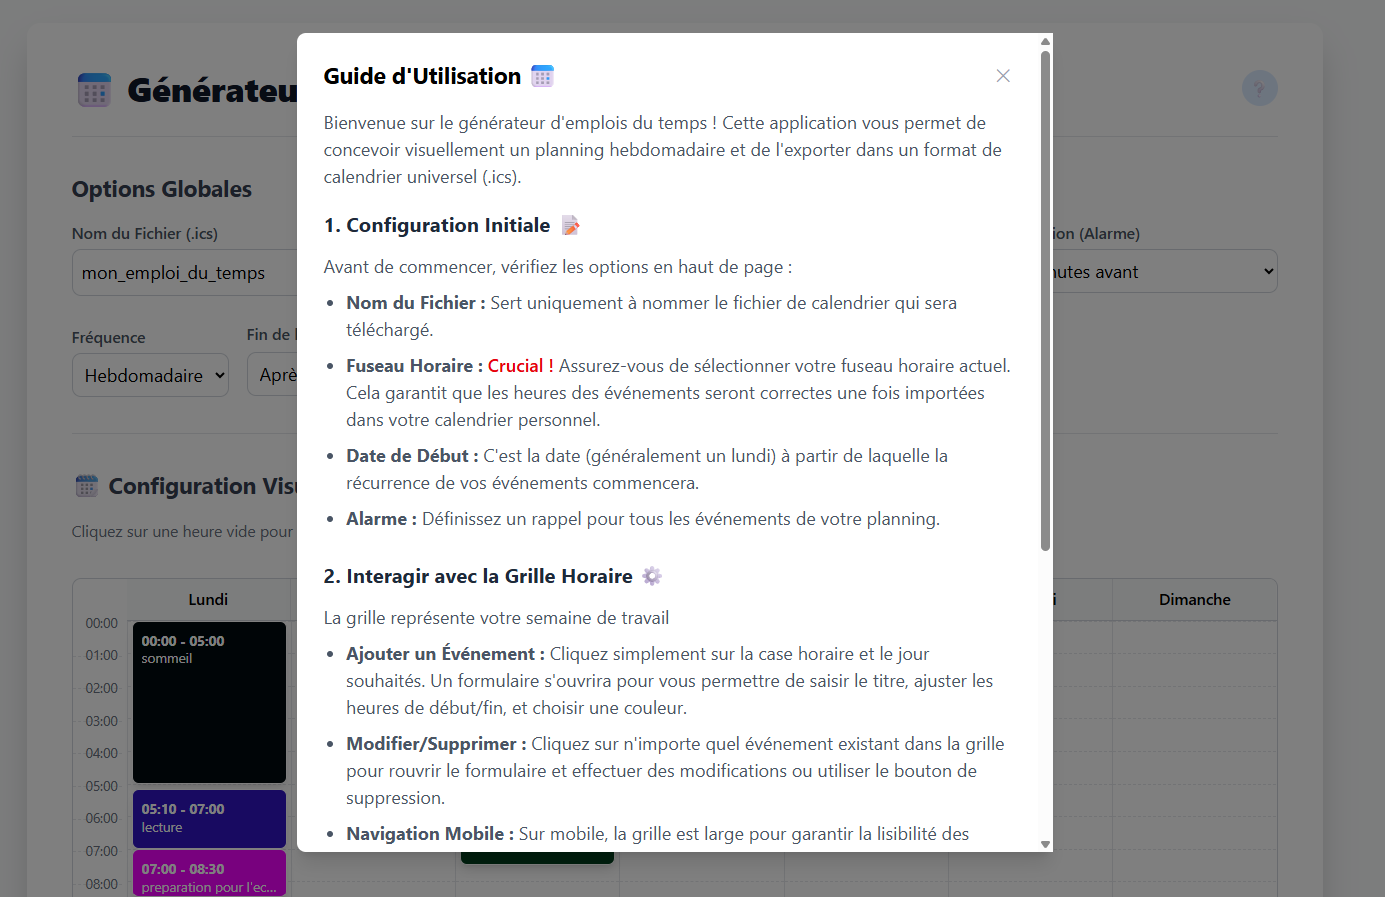 Générateu
?
Options Globales
Nom du Fichier (.ics)
mon_emploi_du_temps
ion (Alarme)
nutes avant
Fréquence
Hebdomadaire
Fin de l
Aprè
Configuration Visu
Cliquez sur une heure vide pour
Guide d'Utilisation
Bienvenue sur le générateur d'emplois du temps ! Cette application vous permet de
concevoir visuellement un planning hebdomadaire et de l'exporter dans un format de
calendrier universel (.ics).
1. Configuration Initiale
Avant de commencer, vérifiez les options en haut de page :
• Nom du Fichier : Sert uniquement à nommer le fichier de calendrier qui sera
téléchargé.
• Fuseau Horaire : Crucial ! Assurez-vous de sélectionner votre fuseau horaire actuel.
Cela garantit que les heures des événements seront correctes une fois importées
dans votre calendrier personnel.
• Date de Début : C'est la date (généralement un lundi) à partir de laquelle la
récurrence de vos événements commencera.
• Alarme : Définissez un rappel pour tous les événements de votre planning.
2. Interagir avec la Grille Horaire
La grille représente votre semaine de travail
• Ajouter un Événement : Cliquez simplement sur la case horaire et le jour
souhaités. Un formulaire s'ouvrira pour vous permettre de saisir le titre, ajuster les
heures de début/fin, et choisir une couleur.
• Modifier/Supprimer : Cliquez sur n'importe quel événement existant dans la grille
pour rouvrir le formulaire et effectuer des modifications ou utiliser le bouton de
suppression.
• Navigation Mobile : Sur mobile, la grille est large pour garantir la lisibilité des
Lundi
i
Dimanche
00:00
01:00
02:00
03:00
04:00
05:00
06:00
07:00
08:00
00:00 - 05:00
sommeil
05:10 - 07:00
lecture
07:00 - 08:30
preparation pour l'ec...